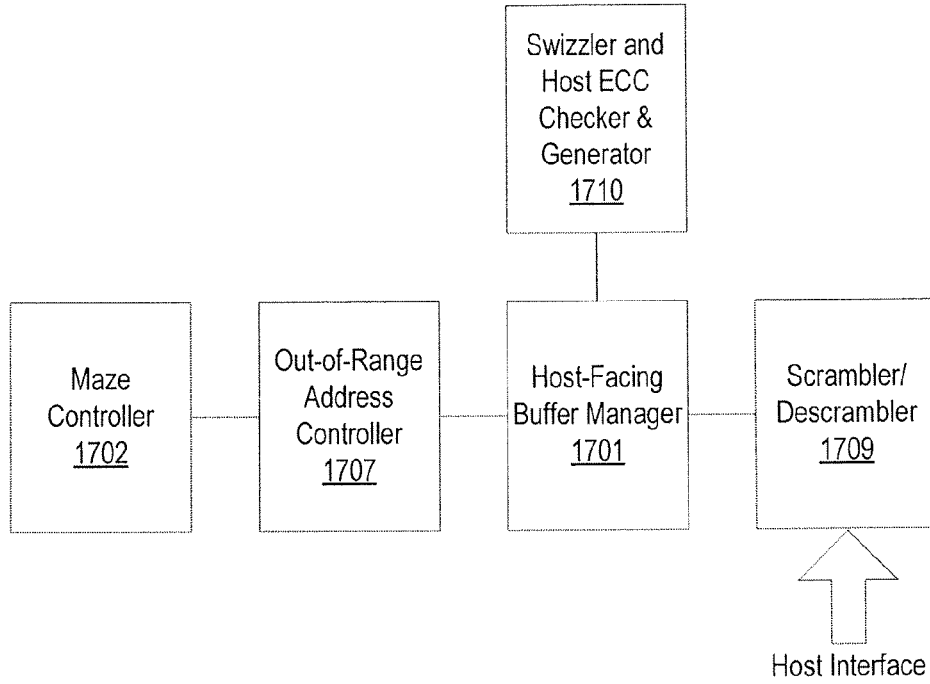 Swizzler and
Host ECC
Checker &
Generator
1710
Maze
Controller
1702
Out-of-Range
Address
Controller
1707
Host-Facing
Buffer Manager
1701
Scrambler/
Descrambler
1709
Host Interface